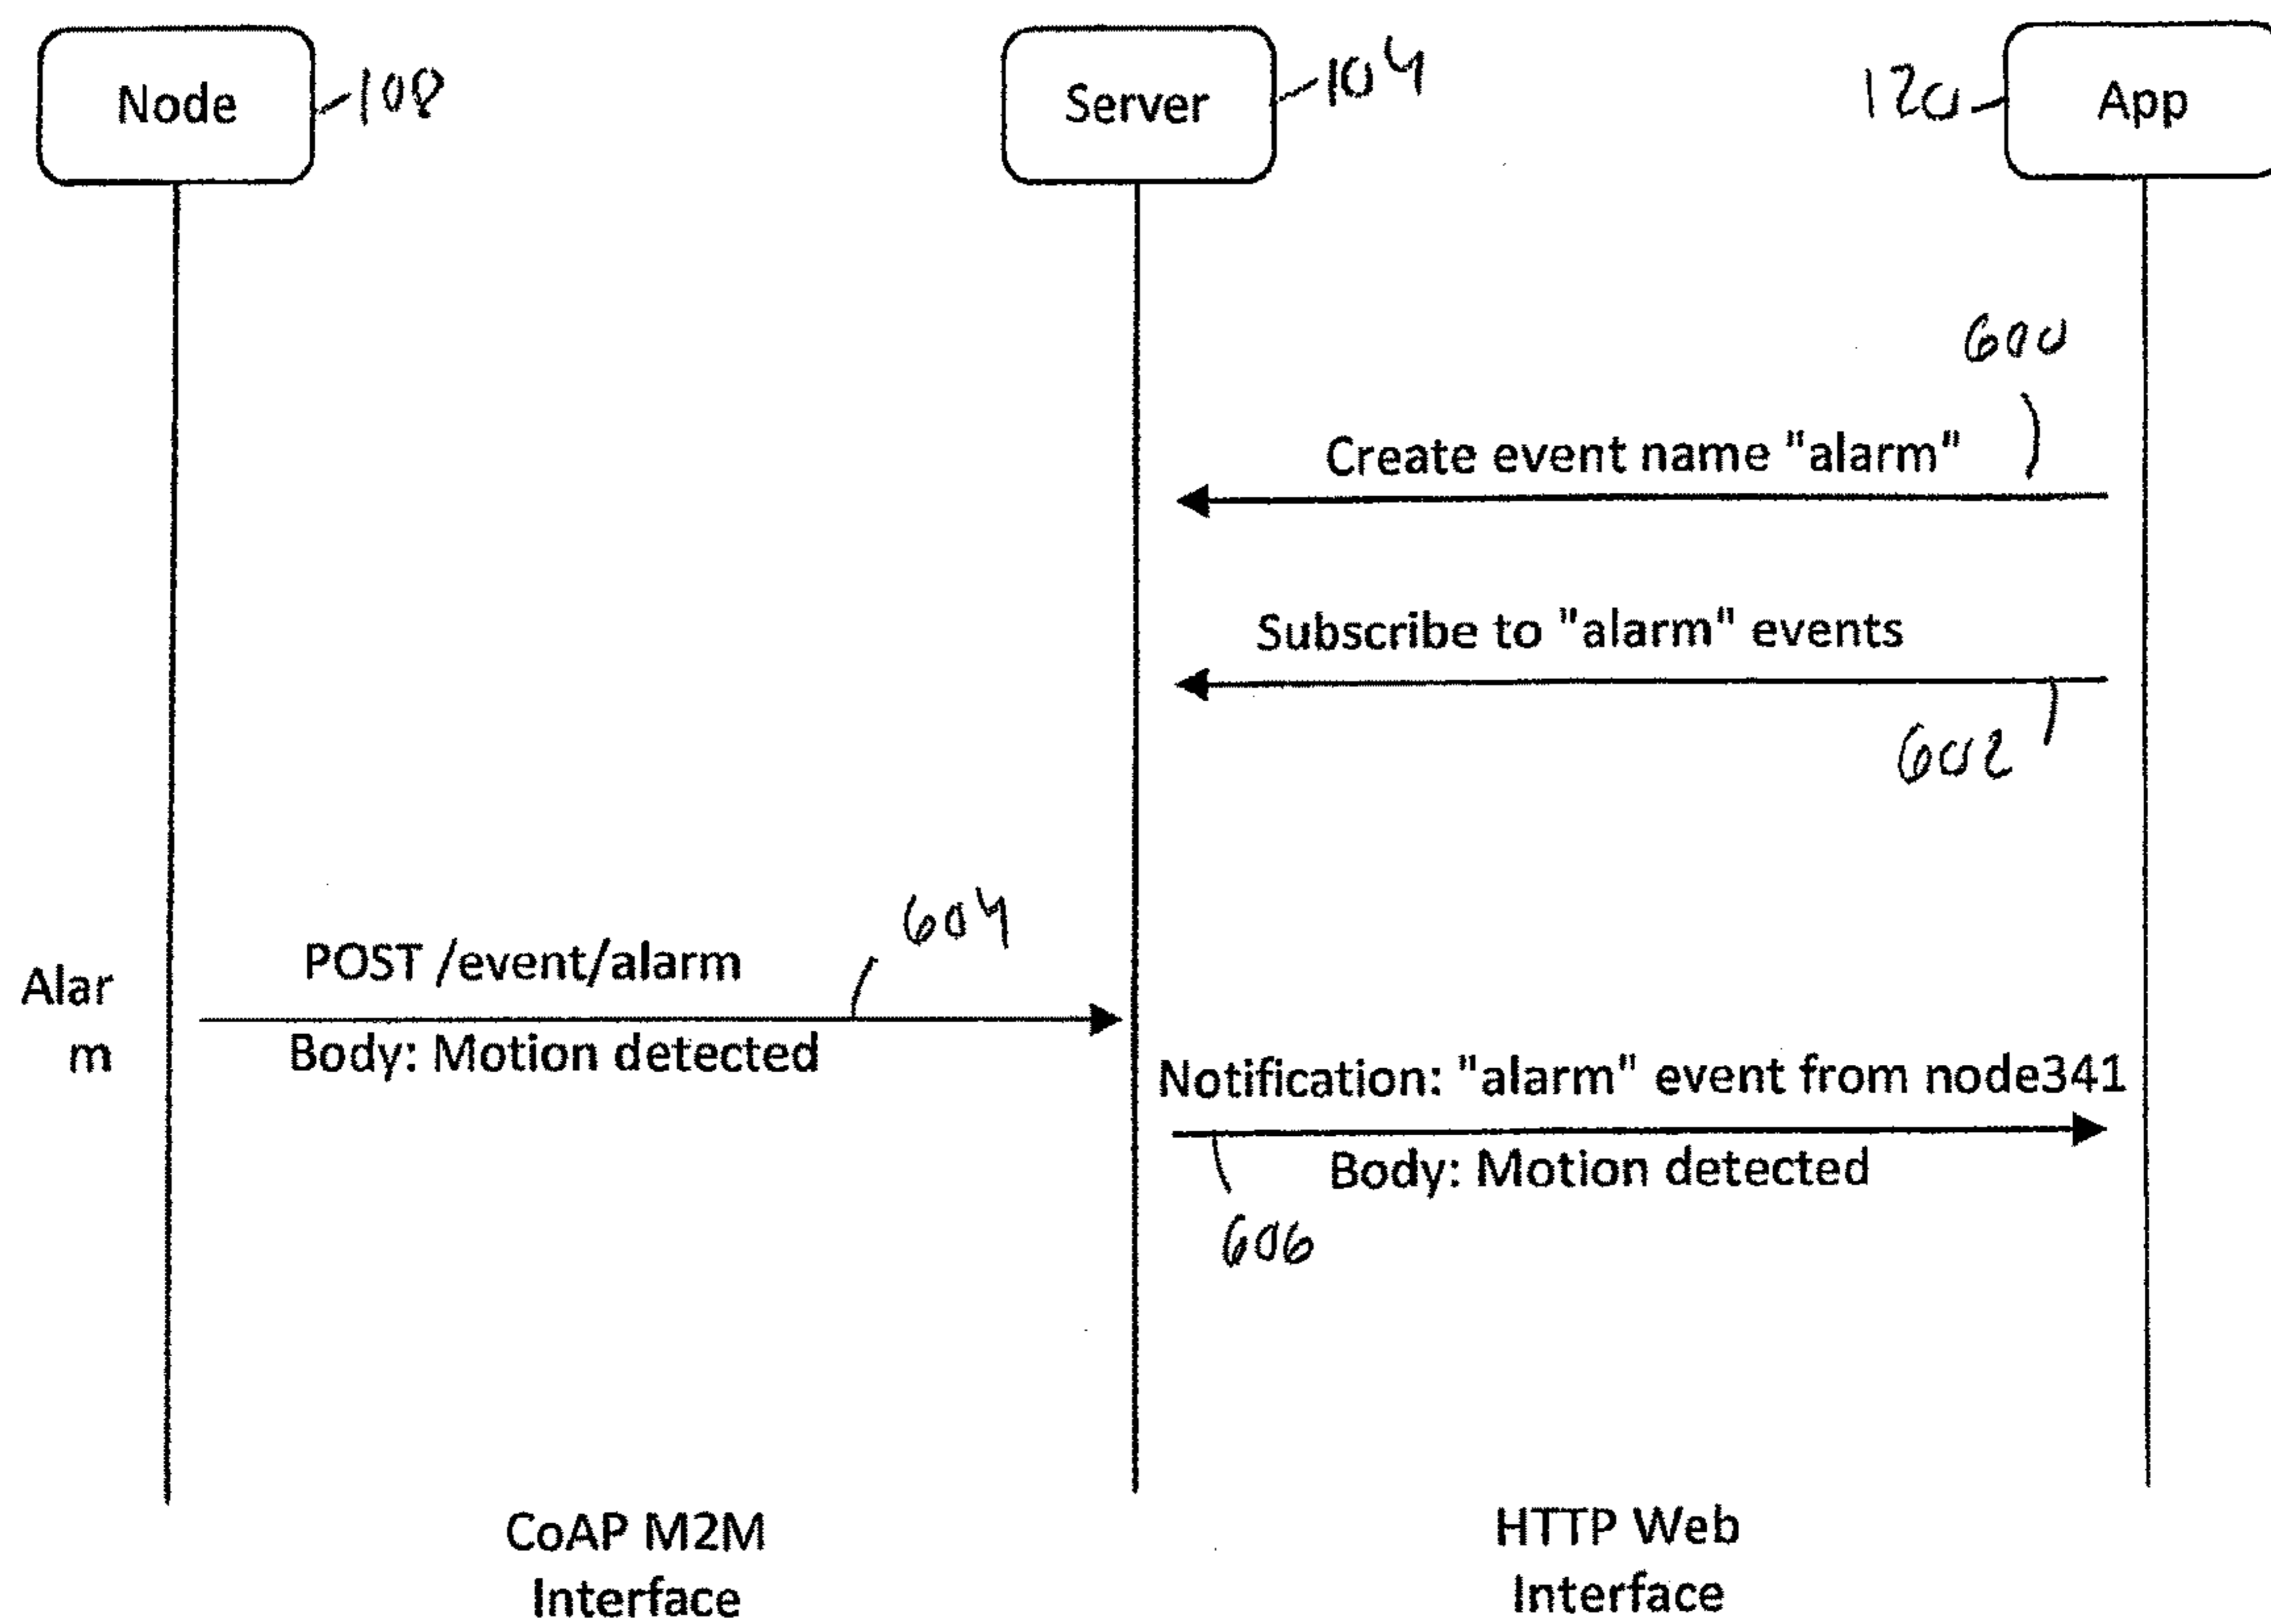 Node
108
Server
104
120
App
600
Create event name "alarm"
Subscribe to "alarm" events
602
604
POST /event/alarm
Alar
m
Body: Motion detected
Notification: "alarm" event from node341
Body: Motion detected
606
CoAP M2M
Interface
HTTP Web
Interface